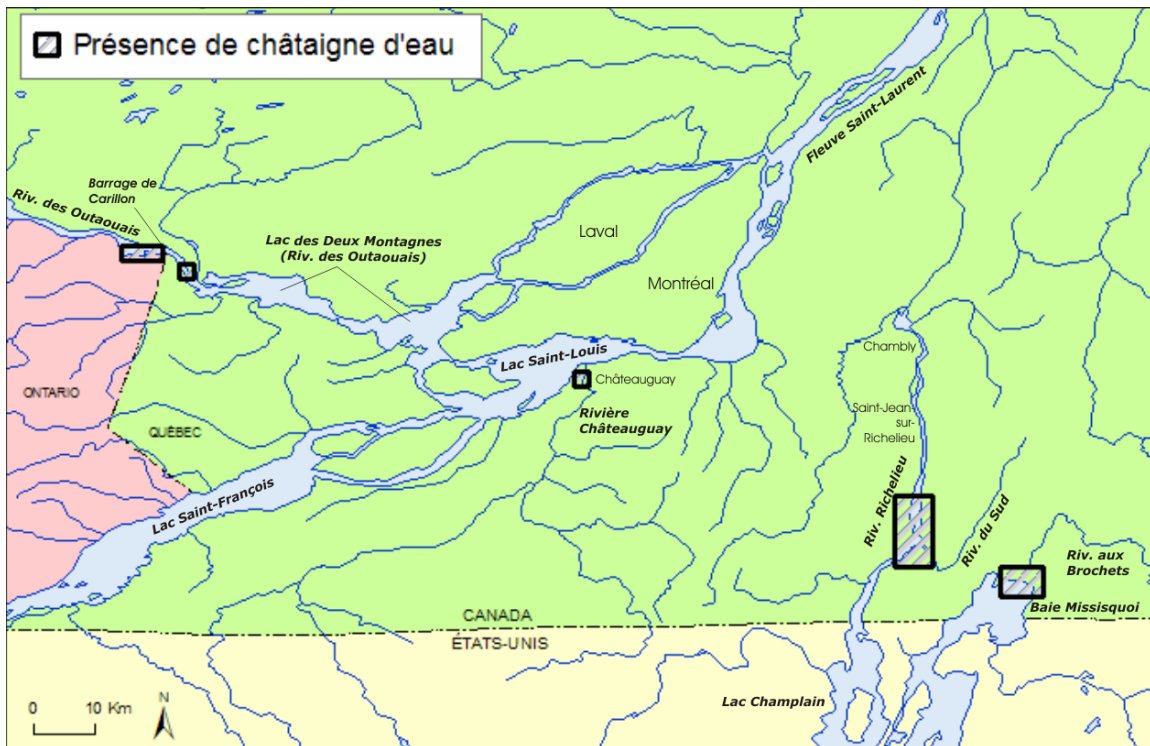 Présence de châtaigne d'eau
Fleuve Saint-Laurent
Barrage de
Carillon
Riv. des Outaouais
Lac des Deux Montagnes
(Riv. des Outaouais)
Laval
Montréal
Lac Saint-Louis
Chambly
Châteauguay
ONTARIO
Rivière
Châteauguay
Saint-Jean-
sur-
Richelieu
QUÉBEC
Lac Saint-François
Riv. Richelieu
Riv. du Sud
Riv. aux
Brochets
Baie Missisquoi
CANADA
ÉTATS-UNIS
Lac Champlain
0 10 Km
N